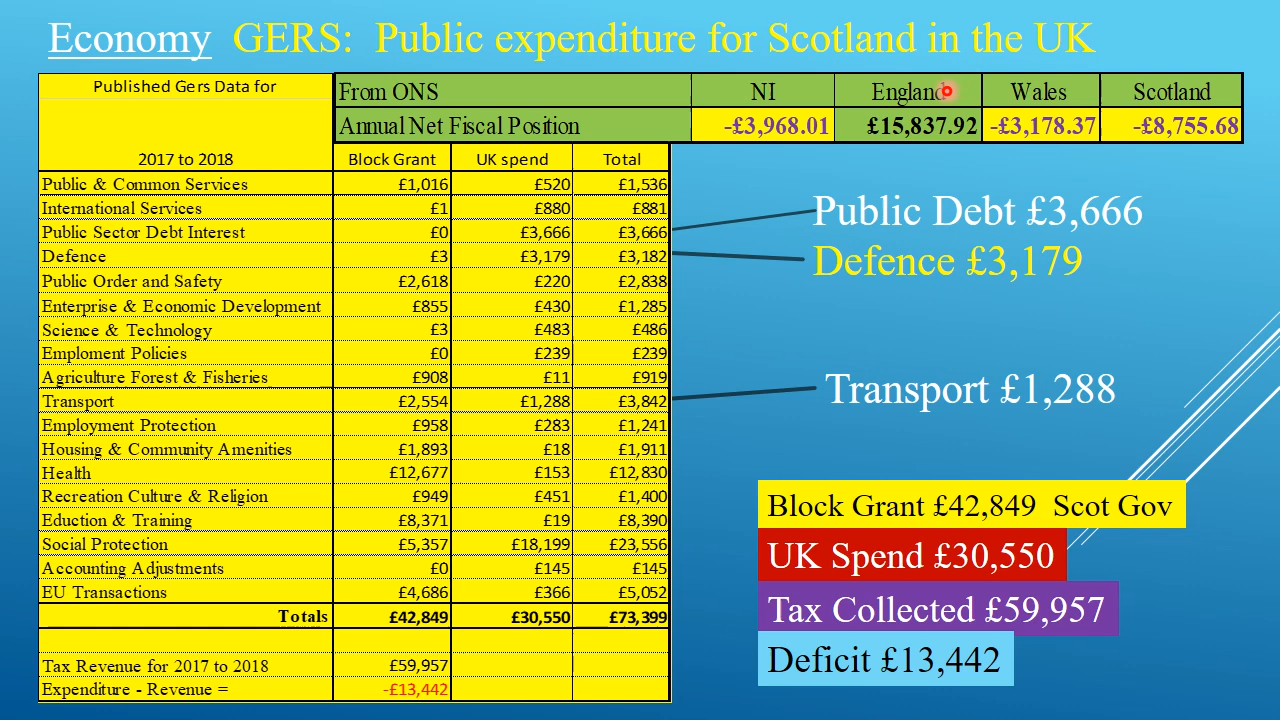 Economy GERS: Public expenditure for Scotland in the UK
Published Gers Data for
From ONS NI England Wales Scotland
Annual Net Fiscal Position -£3,968.01 £15,837.92 -£3,178.37 -£8,755.68
2017 to 2018 Block Grant UK spend Total
Public & Common Services £1,016 £520 £1,536
International Services £1 £880 £881
Public Sector Debt Interest £0 £3,666 £3,666
Defence £3 £3,179 £3,182
Public Order and Safety £2,618 £220 £2,838
Enterprise & Economic Development £855 £430 £1,285
Science & Technology £3 £483 £486
Emploment Policies £0 £239 £239
Agriculture Forest & Fisheries £908 £11 £919
Transport £2,554 £1,288 £3,842
Employment Protection £958 £283 £1,241
Housing & Community Amenities £1,893 £18 £1,911
Health £12,677 £153 £12,830
Recreation Culture & Religion £949 £451 £1,400
Eduction & Training £8,371 £19 £8,390
Social Protection £5,357 £18,199 £23,556
Accounting Adjustments £0 £145 £145
EU Transactions £4,686 £366 £5,052
Totals £42,849 £30,550 £73,399
Tax Revenue for 2017 to 2018 £59,957
Expenditure - Revenue = -£13,442
Public Debt £3,666
Defence £3,179
Transport £1,288
Block Grant £42,849 Scot Gov
UK Spend £30,550
Tax Collected £59,957
Deficit £13,442